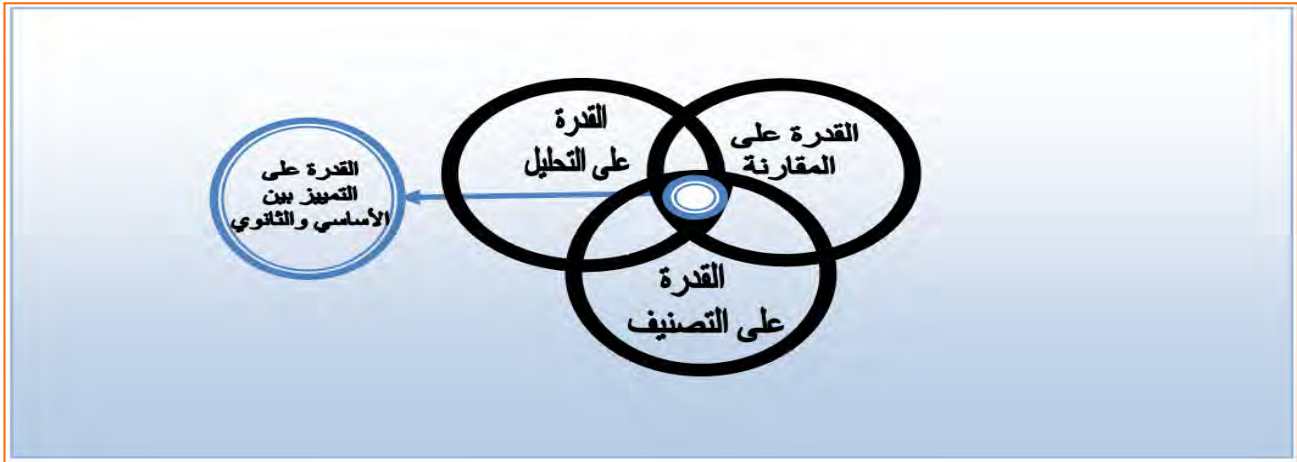 القدرة على
المقارنة
القدرة
على التحليل
القدرة
على التصنيف
القدرة على
التمييز بين
الأساسي والثانوي